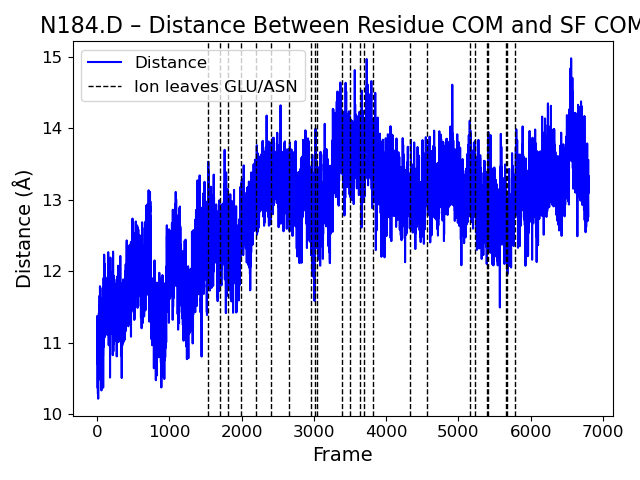 N184.D – Distance Between Residue COM and SF COM
Distance
Ion leaves GLU/ASN
Distance (Å)
15
14
13
12
11
10
0 1000 2000 3000 4000 5000 6000 7000
Frame